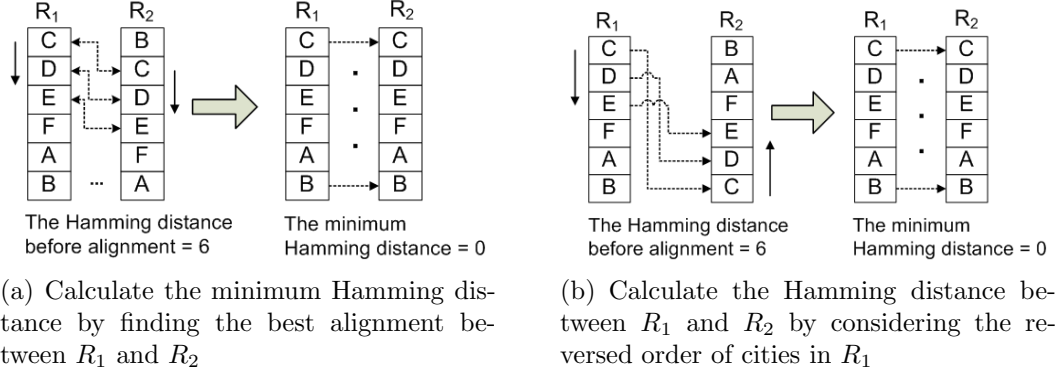 R1 R2 R1 R2
C B C C
D C D D
E D E E
F E F F
A F A A
B ... A B B
The Hamming distance
before alignment = 6
The minimum
Hamming distance = 0
(a) Calculate the minimum Hamming dis-
tance by finding the best alignment be-
tween R1 and R2
R1 R2 R1 R2
C B C C
D A D D
E F E E
F E F F
A D A A
B C B B
The Hamming distance
before alignment = 6
The minimum
Hamming distance = 0
(b) Calculate the Hamming distance be-
tween R1 and R2 by considering the re-
versed order of cities in R1